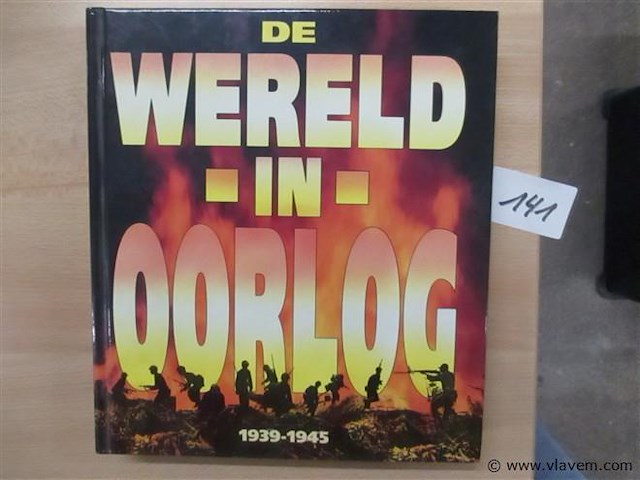 DE
WERELD
- IN -
OORLOG
1939-1945
141
© www.vlavem.com